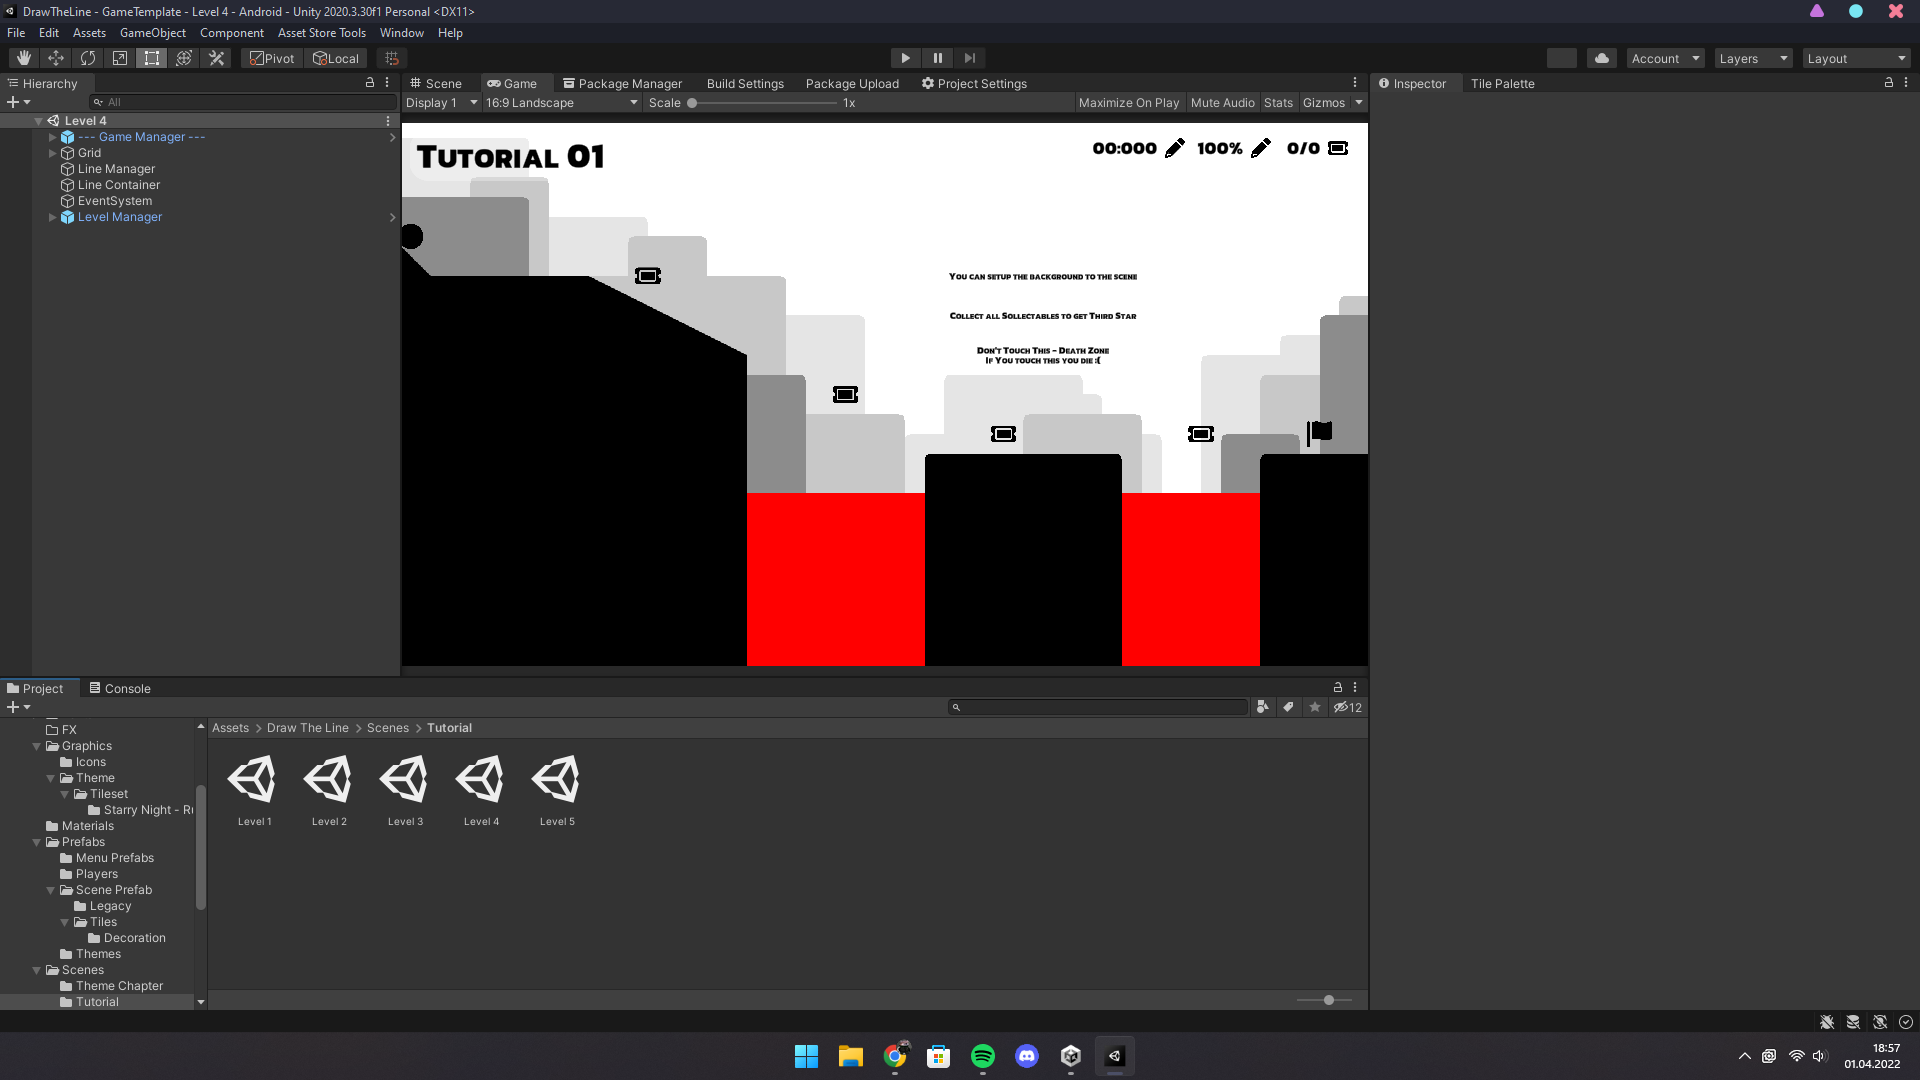 DrawTheLine - GameTemplate - Level 4 - Android - Unity 2020.3.30f1 Personal <DX11>
File Edit Assets GameObject Component Asset Store Tools Window Help
Pivot Local Account Layers Layout
Hierarchy
All
Level 4
--- Game Manager ---
Grid
Line Manager
Line Container
EventSystem
Level Manager
Scene Game Package Manager Build Settings Package Upload Project Settings
Display 1 16:9 Landscape Scale 1x Maximize On Play Mute Audio Stats Gizmos
Tutorial 01
00:000 100% 0/0
You can setup the background to the scene
Collect all Sollectables to get Third Star
Don't Touch This - Death Zone
If You touch this you die :(
Inspector Tile Palette
Project Console
12
FX
Graphics
Icons
Theme
Tileset
Starry Night - R
Materials
Prefabs
Menu Prefabs
Players
Scene Prefab
Legacy
Tiles
Decoration
Themes
Scenes
Theme Chapter
Tutorial
Assets > Draw The Line > Scenes > Tutorial
Level 1 Level 2 Level 3 Level 4 Level 5
18:57
01.04.2022